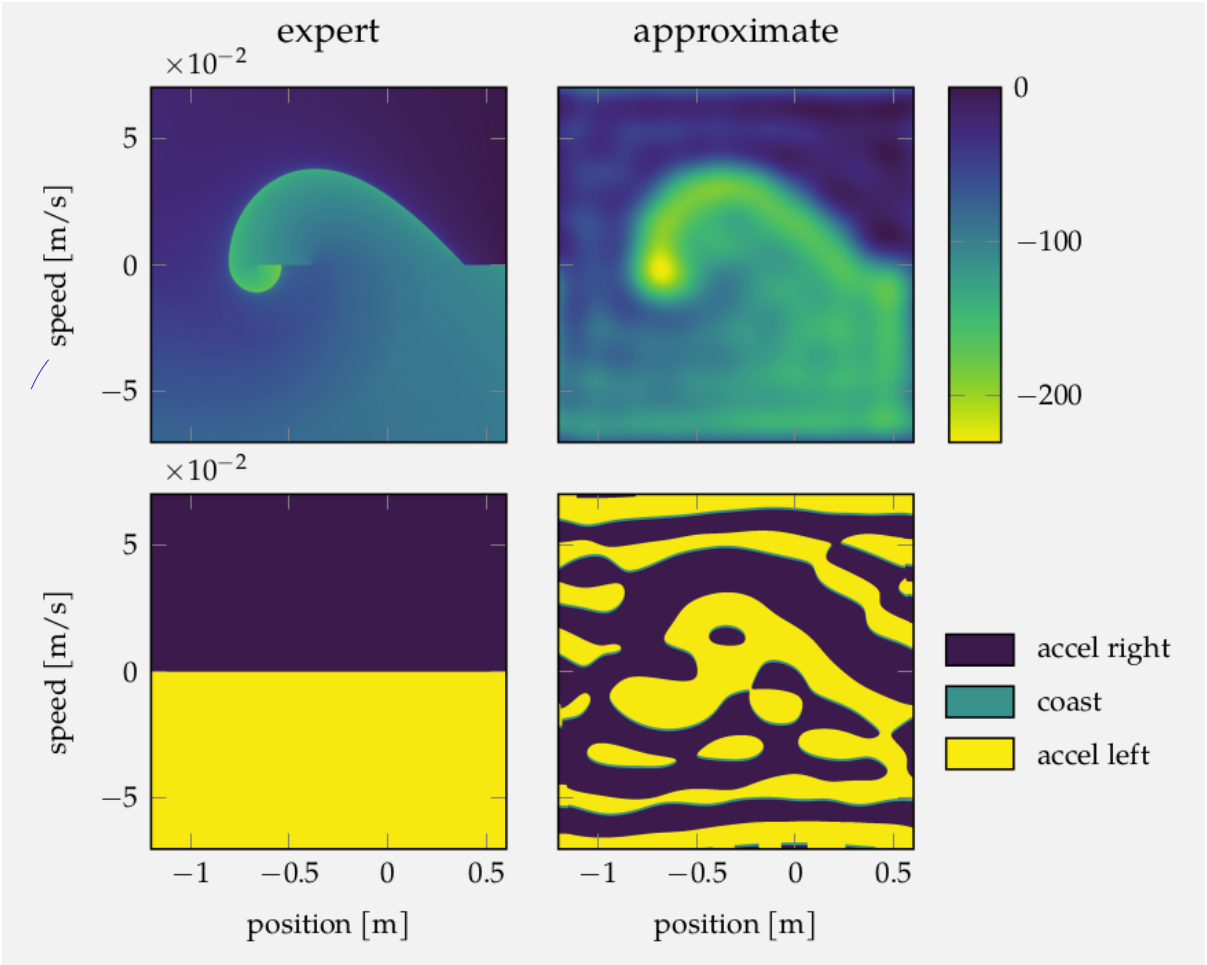 expert
approximate
×10−2
5
0
−5
speed [m/s]
0
−100
−200
×10−2
5
0
−5
speed [m/s]
−1
−0.5
0
0.5
position [m]
−1
−0.5
0
0.5
position [m]
accel right
coast
accel left